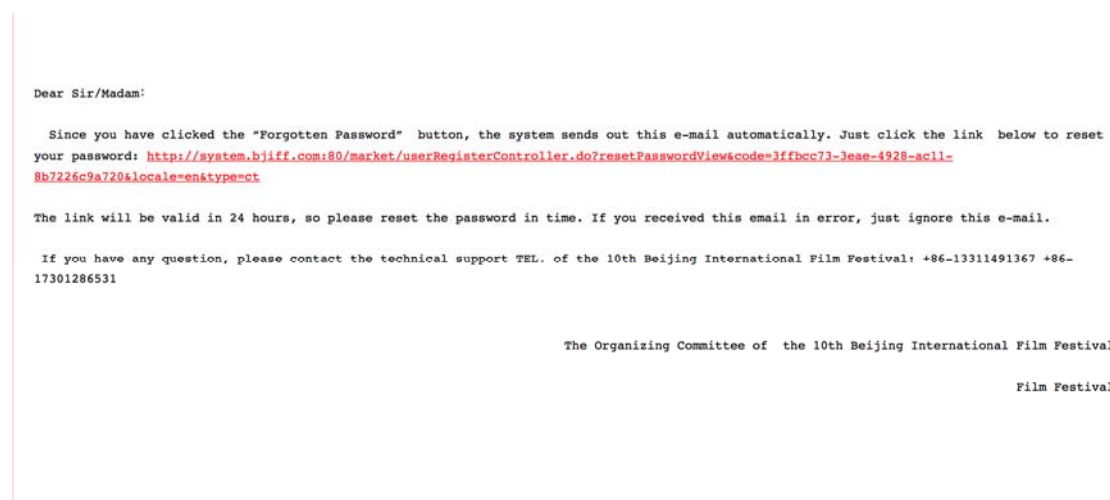 Dear Sir/Madam:
Since you have clicked the “Forgotten Password” button, the system sends out this e-mail automatically. Just click the link below to reset
your password: http://system.bjiff.com:80/market/userRegisterController.do?resetPasswordView&code=3ffbcc73-3eae-4928-ac11-
8b7226c9a720&locale=en&type=ct
The link will be valid in 24 hours, so please reset the password in time. If you received this email in error, just ignore this e-mail.
If you have any question, please contact the technical support TEL. of the 10th Beijing International Film Festival: +86-13311491367 +86-
17301286531
The Organizing Committee of the 10th Beijing International Film Festival
Film Festival